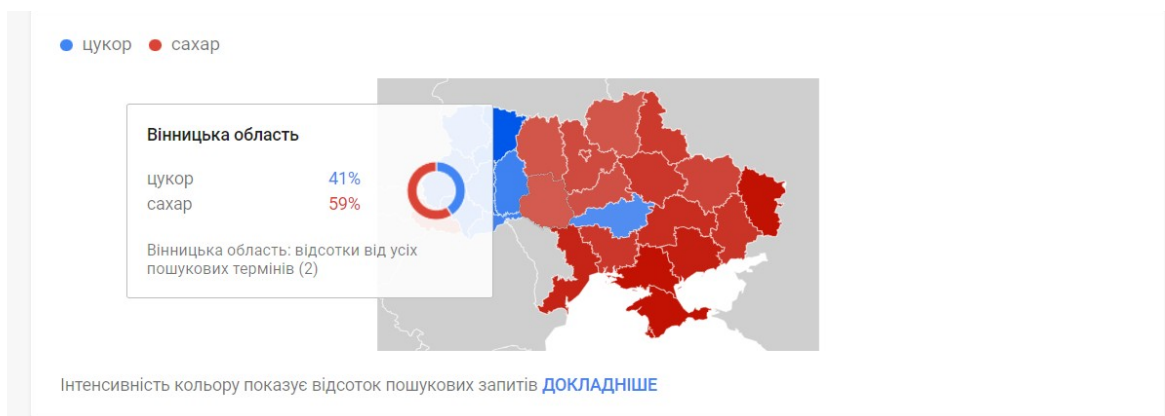 цукор сахар
Вінницька область
цукор 41%
сахар 59%
Вінницька область: відсотки від усіх
пошукових термінів (2)
Інтенсивність кольору показує відсоток пошукових запитів ДОКЛАДНІШЕ